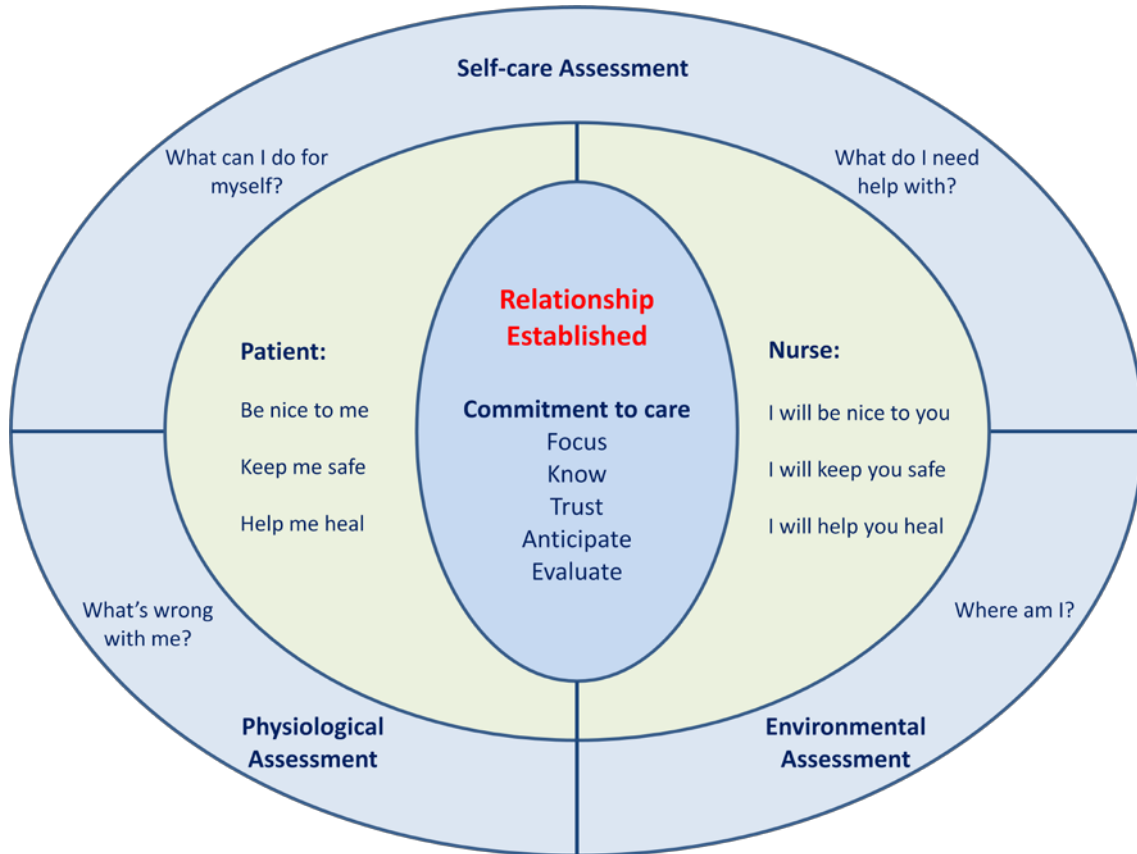 Self-care Assessment
What can I do for
myself?
What do I need
help with?
Relationship
Established
Patient:
Be nice to me
Keep me safe
Help me heal
Commitment to care
Focus
Know
Trust
Anticipate
Evaluate
Nurse:
I will be nice to you
I will keep you safe
I will help you heal
What’s wrong
with me?
Where am I?
Physiological
Assessment
Environmental
Assessment